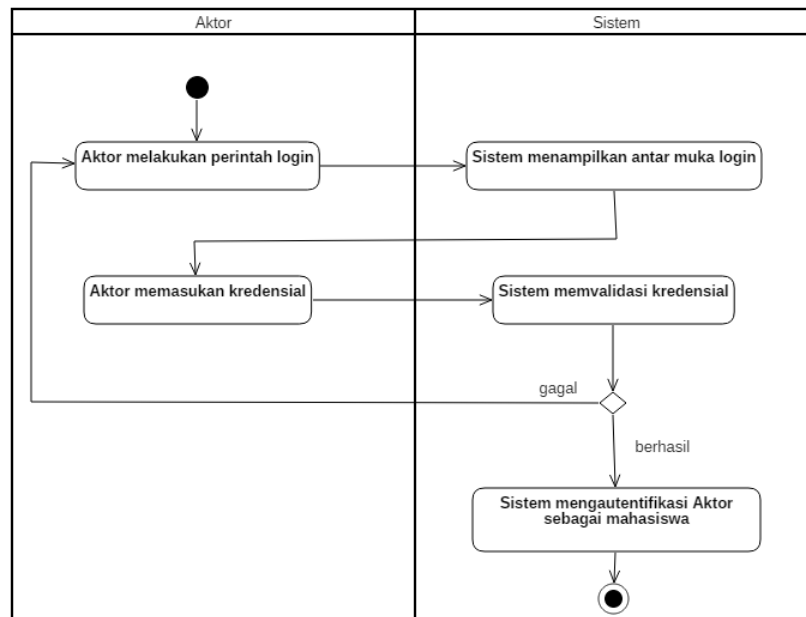 Aktor
Sistem
Aktor melakukan perintah login
Sistem menampilkan antar muka login
Aktor memasukan kredensial
Sistem memvalidasi kredensial
gagal
berhasil
Sistem mengautentifikasi Aktor
sebagai mahasiswa